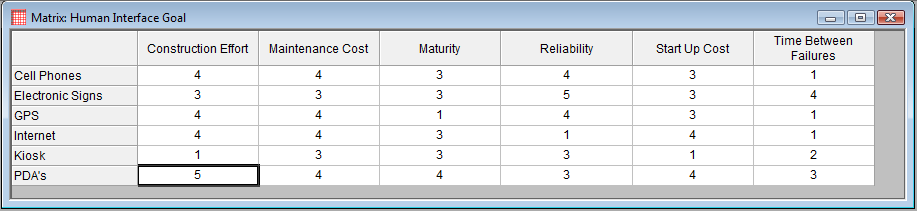 Matrix: Human Interface Goal
Construction Effort Maintenance Cost Maturity Reliability Start Up Cost Time Between
Failures
Cell Phones 4 4 3 4 3 1
Electronic Signs 3 3 3 5 3 4
GPS 4 4 1 4 3 1
Internet 4 4 3 1 4 1
Kiosk 1 3 3 3 1 2
PDA's 5 4 4 3 4 3